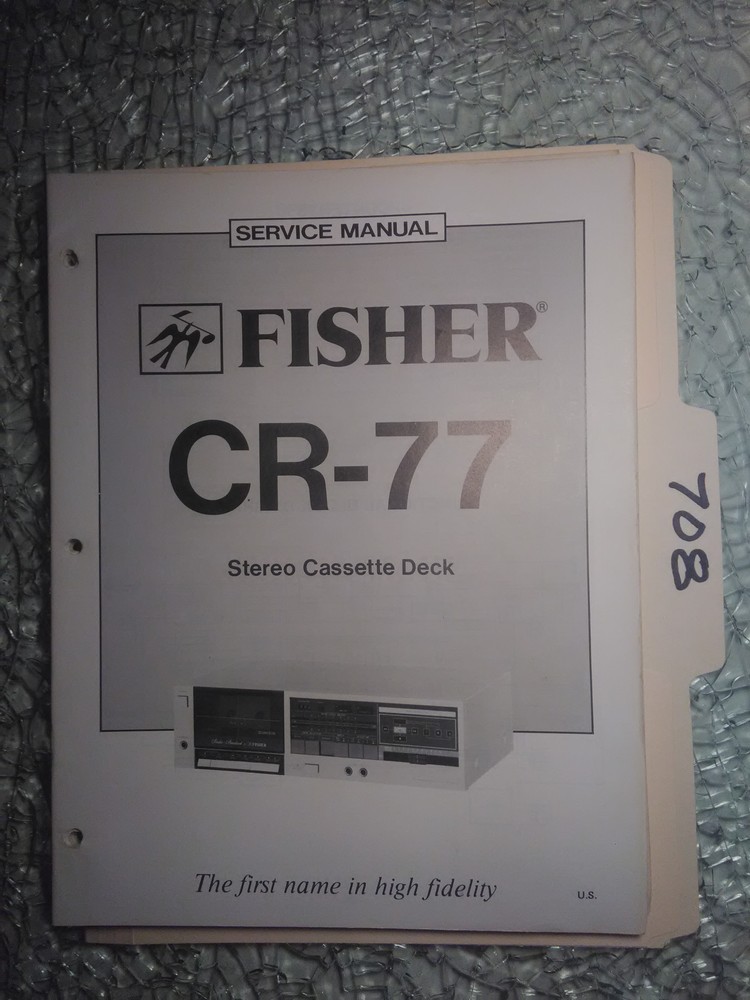 SERVICE MANUAL
FISHER®
CR-77
Stereo Cassette Deck
The first name in high fidelity
U.S.
708